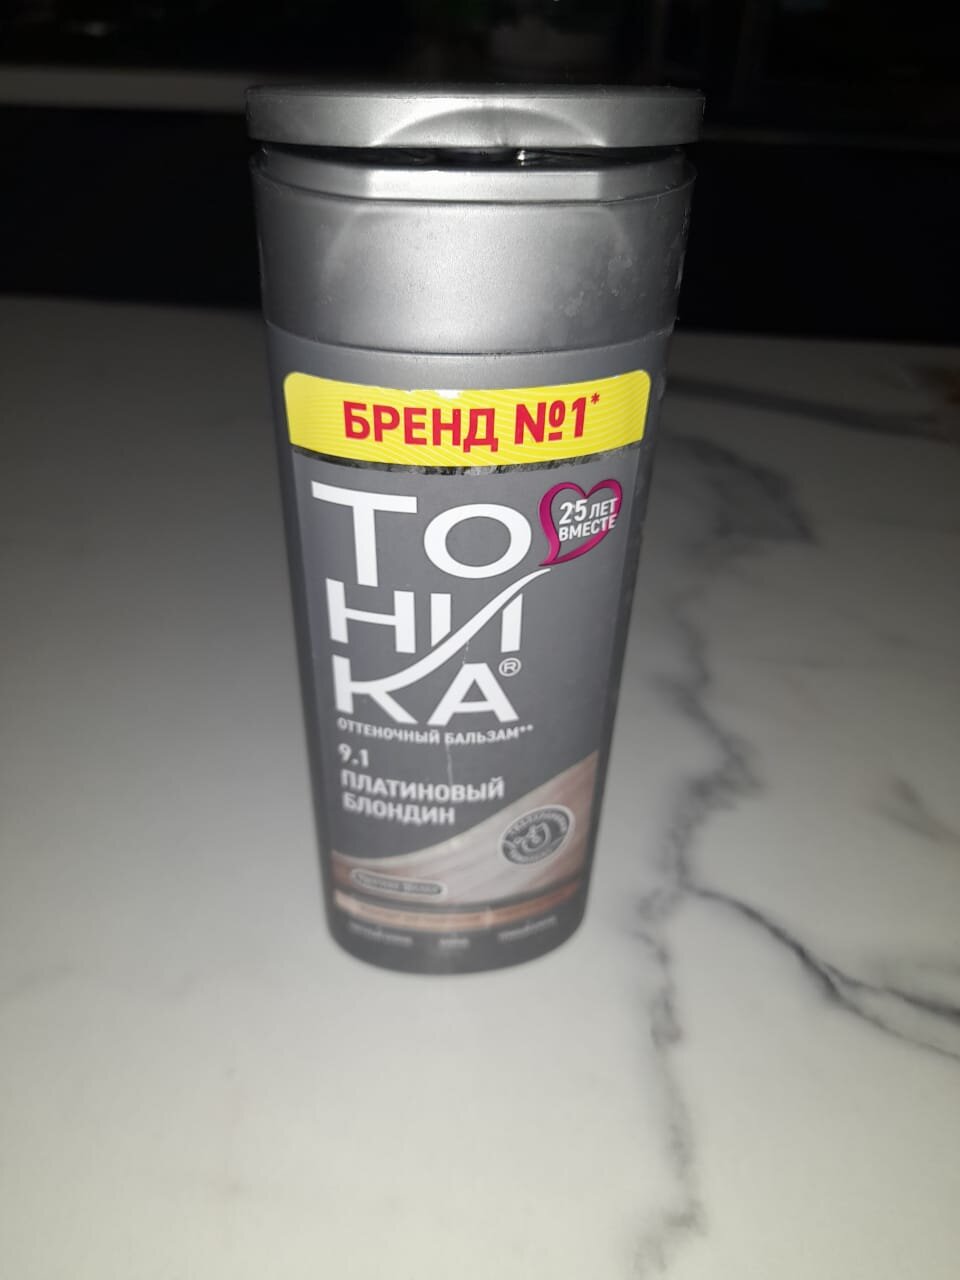 БРЕНД №1*
ТО
НИ
КА®
25 ЛЕТ
ВМЕСТЕ
ОТТЕНОЧНЫЙ БАЛЬЗАМ**
9.1
ПЛАТИНОВЫЙ
БЛОНДИН